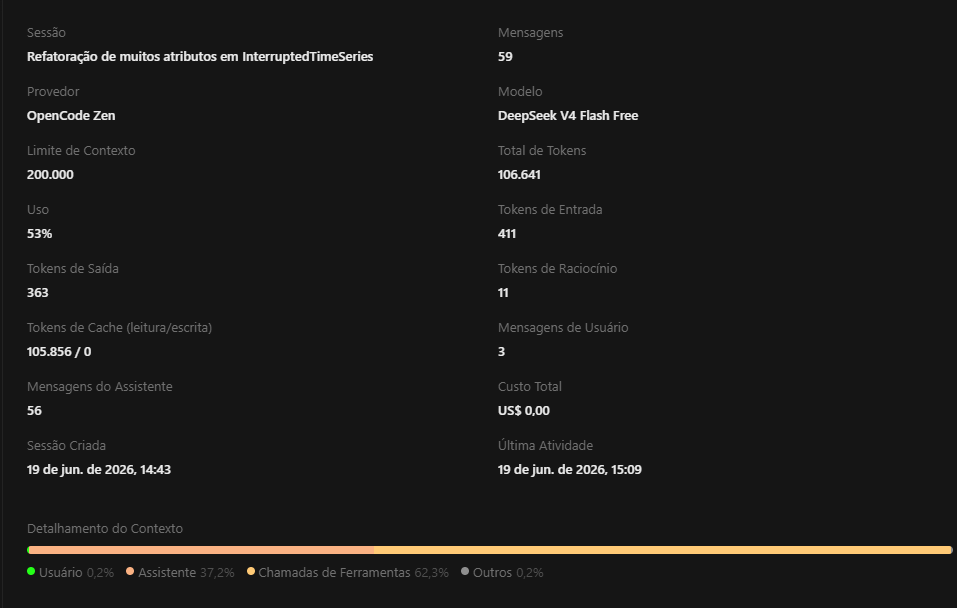 Sessão
Mensagens
Refatoração de muitos atributos em InterruptedTimeSeries
59
Provedor
Modelo
OpenCode Zen
DeepSeek V4 Flash Free
Limite de Contexto
Total de Tokens
200.000
106.641
Uso
Tokens de Entrada
53%
411
Tokens de Saída
Tokens de Raciocínio
363
11
Tokens de Cache (leitura/escrita)
Mensagens de Usuário
105.856 / 0
3
Mensagens do Assistente
Custo Total
56
US$ 0,00
Sessão Criada
Última Atividade
19 de jun. de 2026, 14:43
19 de jun. de 2026, 15:09
Detalhamento do Contexto
Usuário 0,2% Assistente 37,2% Chamadas de Ferramentas 62,3% Outros 0,2%